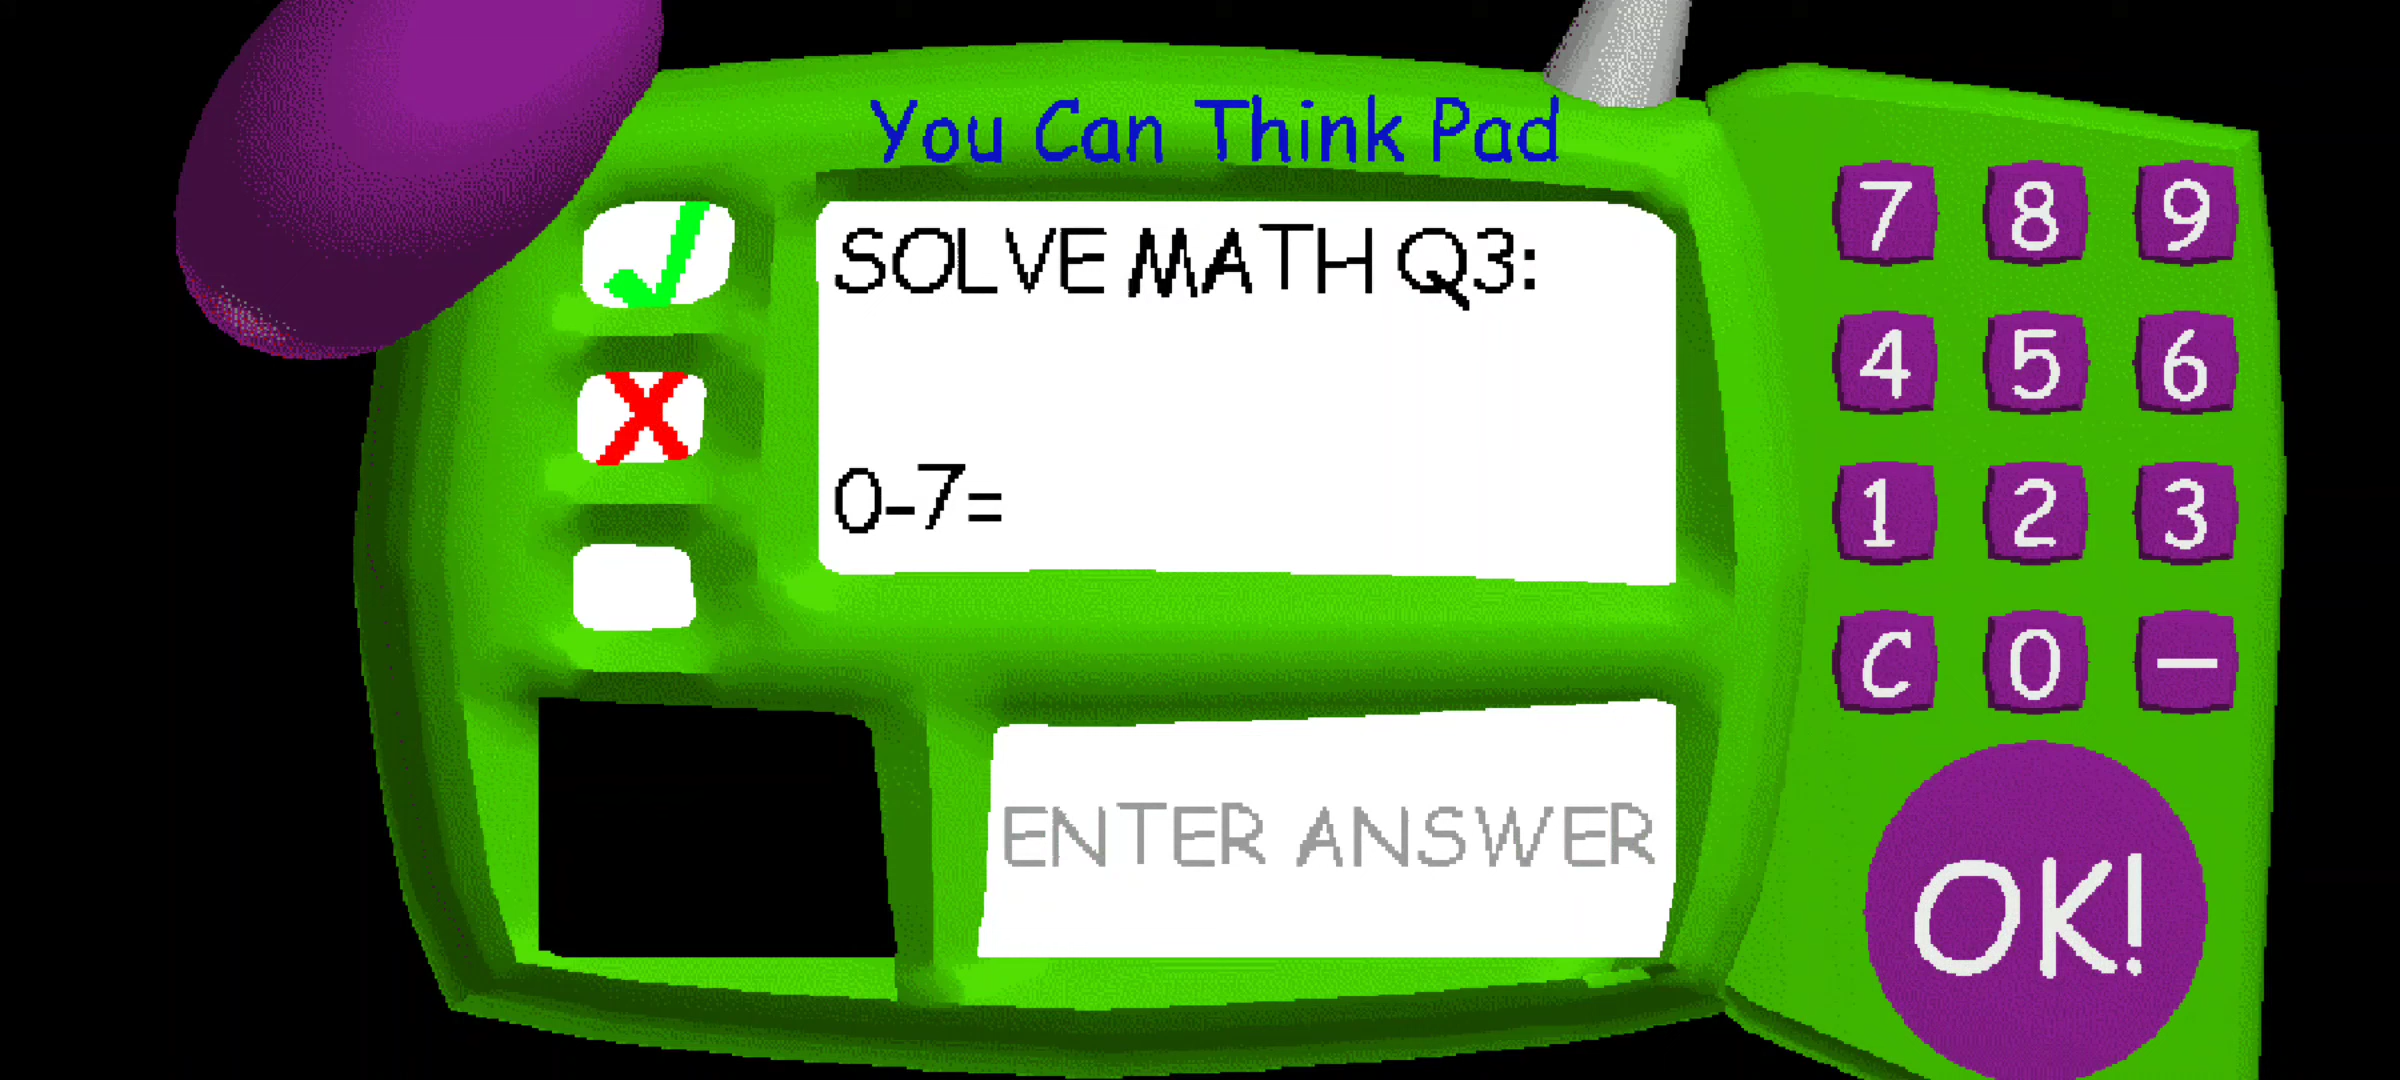 You Can Think Pad
SOLVE MATH Q3:
0-7=
ENTER ANSWER
7 8 9
4 5 6
1 2 3
C 0 –
OK!